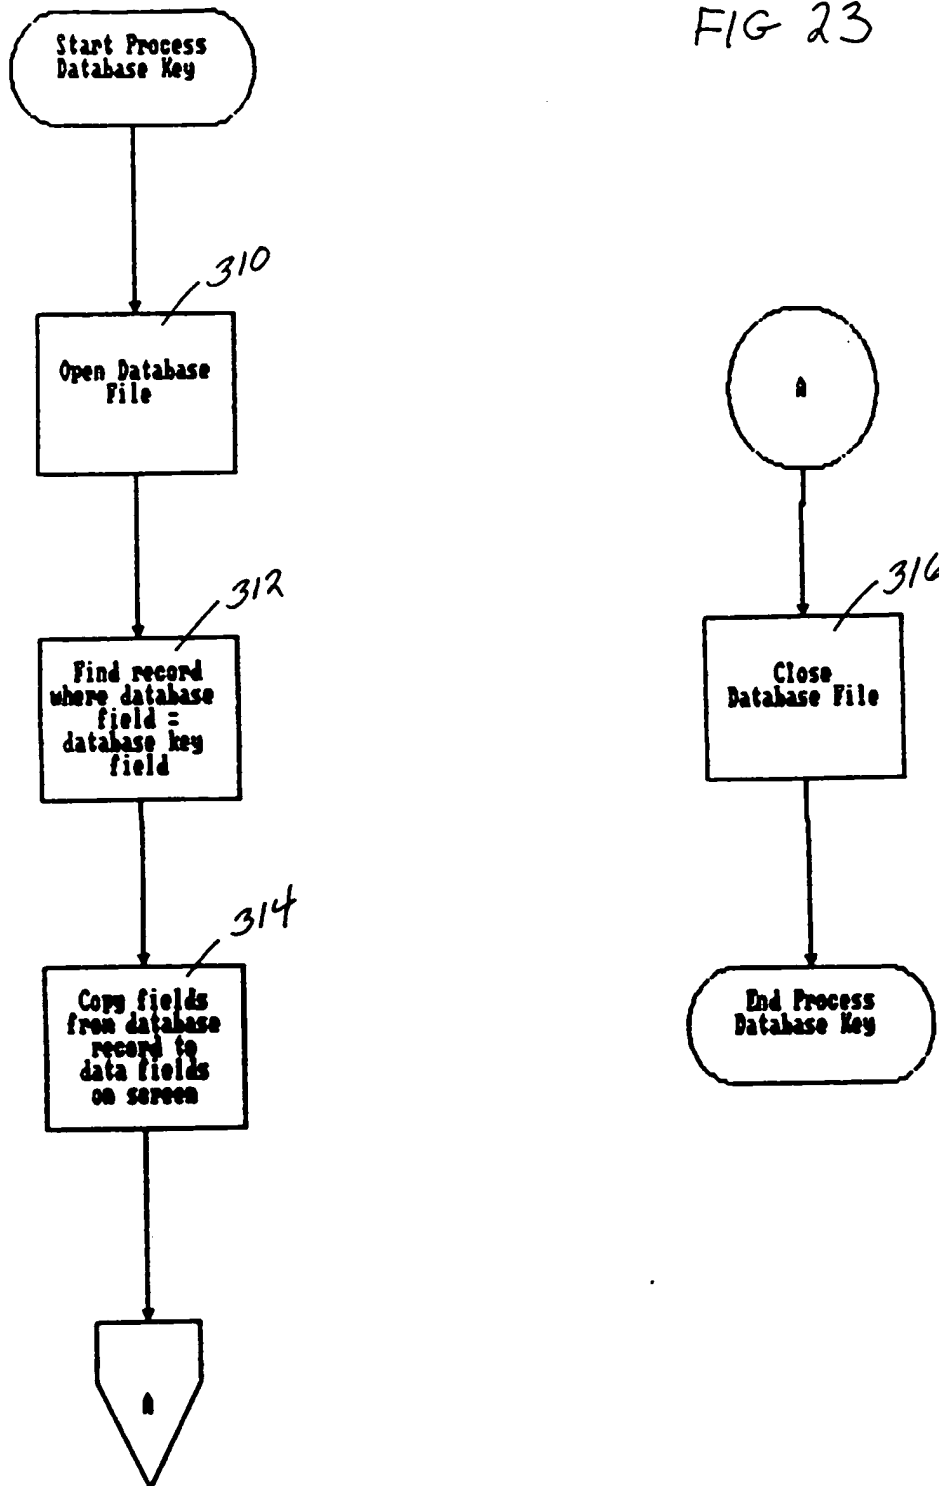 FIG 23
Start Process
Database Key
310
Open Database
File
312
Find record
where database
field =
database key
field
314
Copy fields
from database
record to
data fields
on screen
A
A
316
Close
Database File
End Process
Database Key